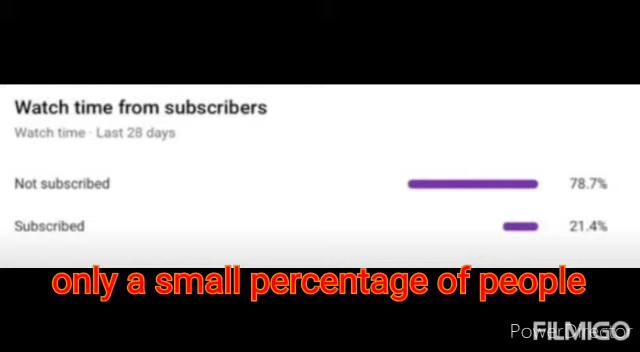 Watch time from subscribers
Watch time · Last 28 days
Not subscribed 78.7%
Subscribed 21.4%
only a small percentage of people
PowerDirector
FILMIGO